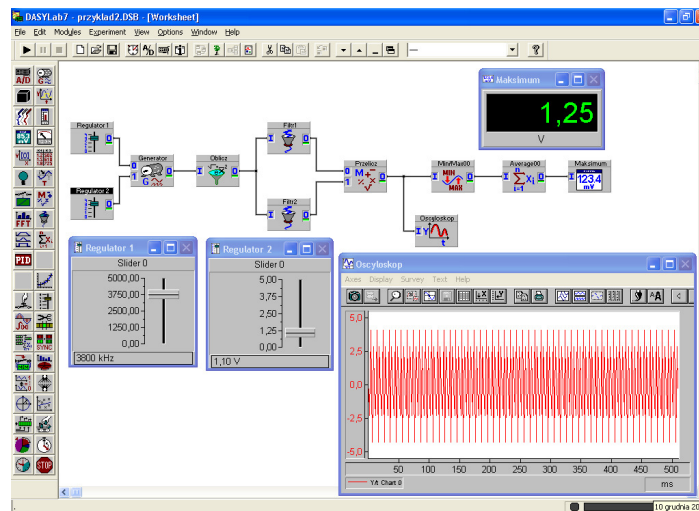 DASYLab7 - przyklad2.DSB - [Worksheet]
File Edit Modules Experiment View Options Window Help
Maksimum
1,25
V
Regulator 1
Regulator 2
Generator
Oblicz
Filtr1
Filtr2
Przelicz
Min/Max00
Average00
Maksimum
Oscyloskop
Regulator 1
Slider 0
5000,00
3750,00
2500,00
1250,00
0,00
3800 kHz
Regulator 2
Slider 0
5,00
3,75
2,50
1,25
0,00
1,10 V
Oscyloskop
Axes Display Survey Text Help
5,0
2,5
0,0
-2,5
-5,0
50 100 150 200 250 300 350 400 450 500
Y/t Chart 0
ms
A/D
FFT
PID
SYNC
STOP
10 grudnia 20